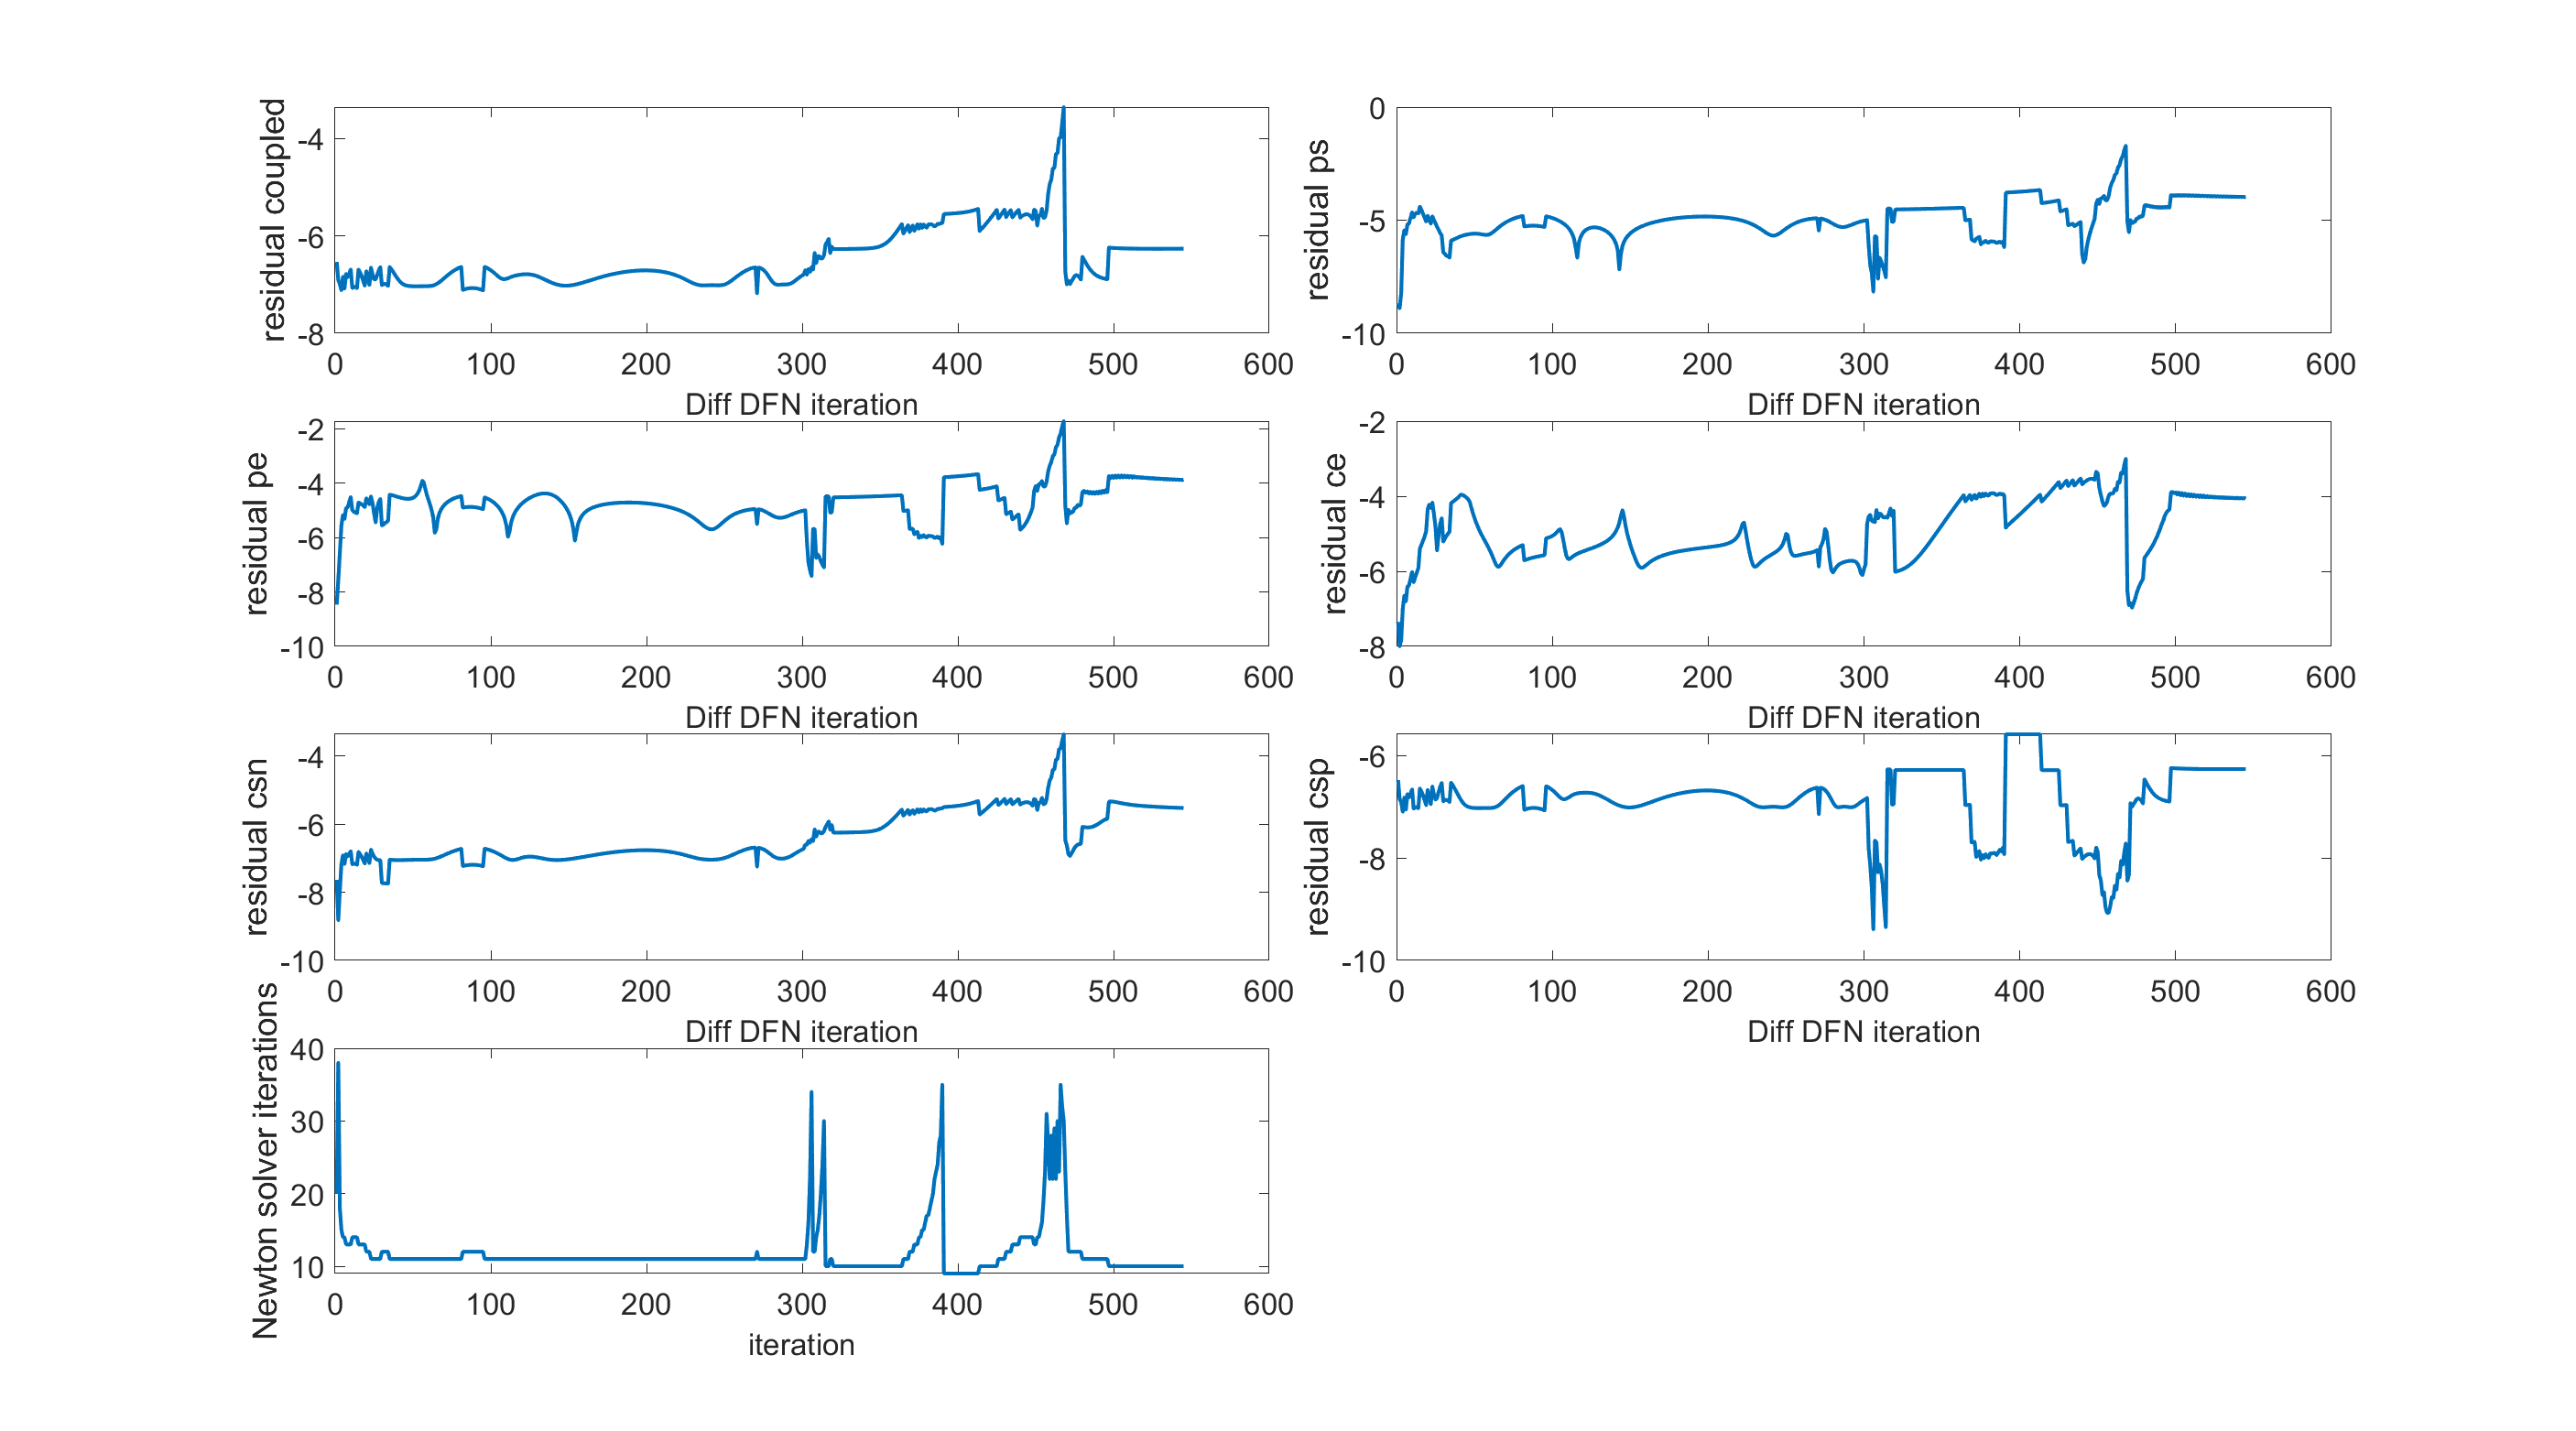 residual coupled
-4
-6
-8
0 100 200 300 400 500 600
Diff DFN iteration
residual ps
0
-5
-10
0 100 200 300 400 500 600
Diff DFN iteration
residual pe
-2
-4
-6
-8
-10
0 100 200 300 400 500 600
Diff DFN iteration
residual ce
-2
-4
-6
-8
0 100 200 300 400 500 600
Diff DFN iteration
residual csn
-4
-6
-8
-10
0 100 200 300 400 500 600
Diff DFN iteration
residual csp
-6
-8
-10
0 100 200 300 400 500 600
Diff DFN iteration
Newton solver iterations
40
30
20
10
0 100 200 300 400 500 600
iteration